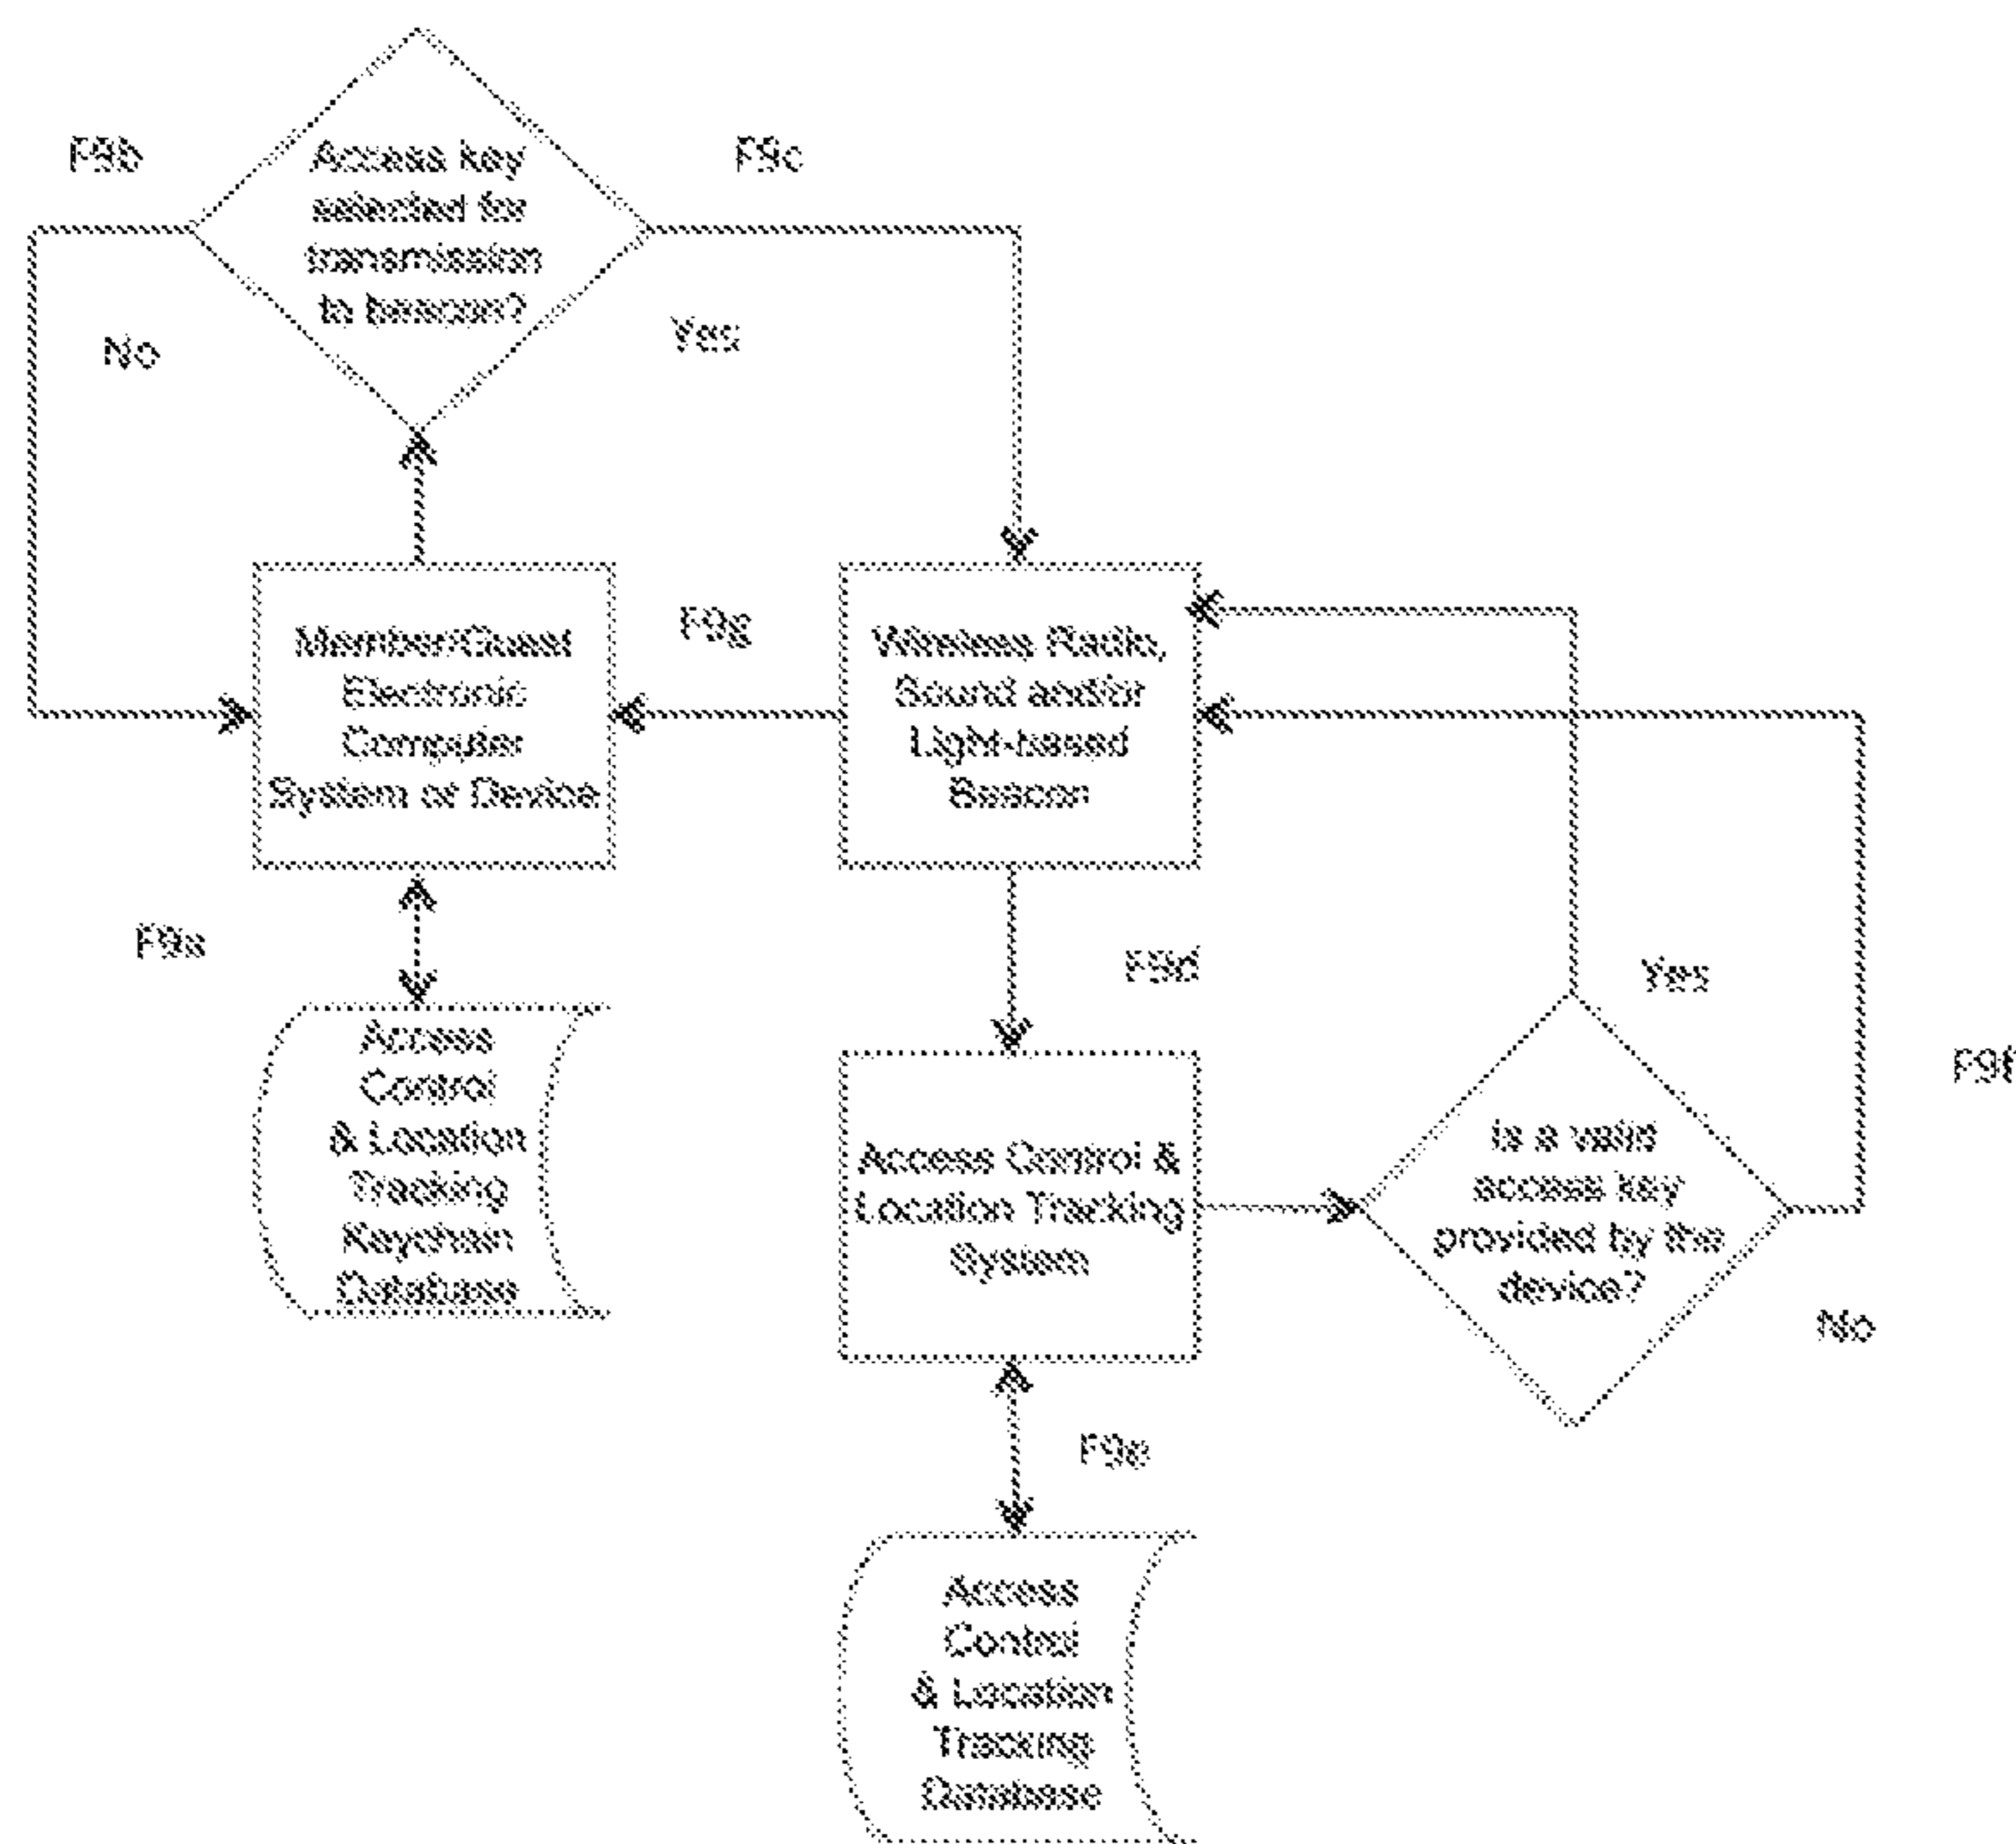 F9b
Access key
selected for
transmission
to beacon?
F9c
No
Yes
Member/Guest
Electronic
Computer
System or Device
F9g
Wireless Radio,
Sound and/or
Light-based
Beacon
F9a
F9d
Yes
F9f
Access
Control
& Location
Tracking
Keychain
Database
Access Control &
Location Tracking
System
Is a valid
access key
provided by the
device?
No
F9e
Access
Control
& Location
Tracking
Database